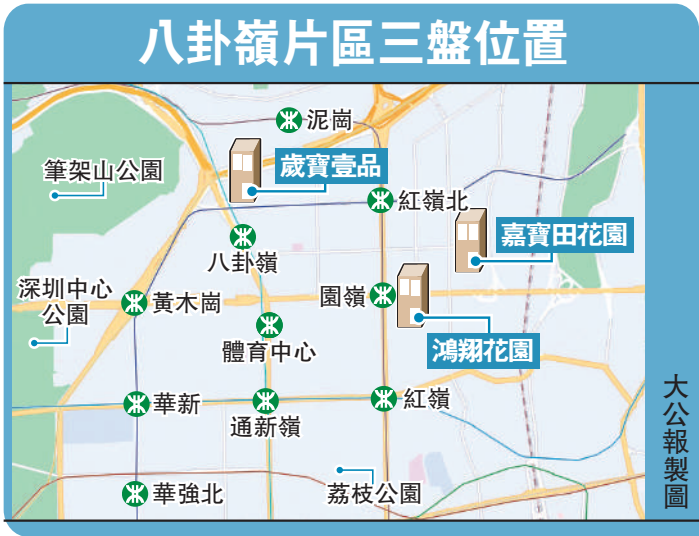 八卦嶺片區三盤位置
泥崗
歲寶壹品
筆架山公園
紅嶺北
嘉寶田花園
八卦嶺
深圳中心
公園
黃木崗
園嶺
體育中心
鴻翔花園
華新
通新嶺
紅嶺
華強北
荔枝公園
大公報製圖